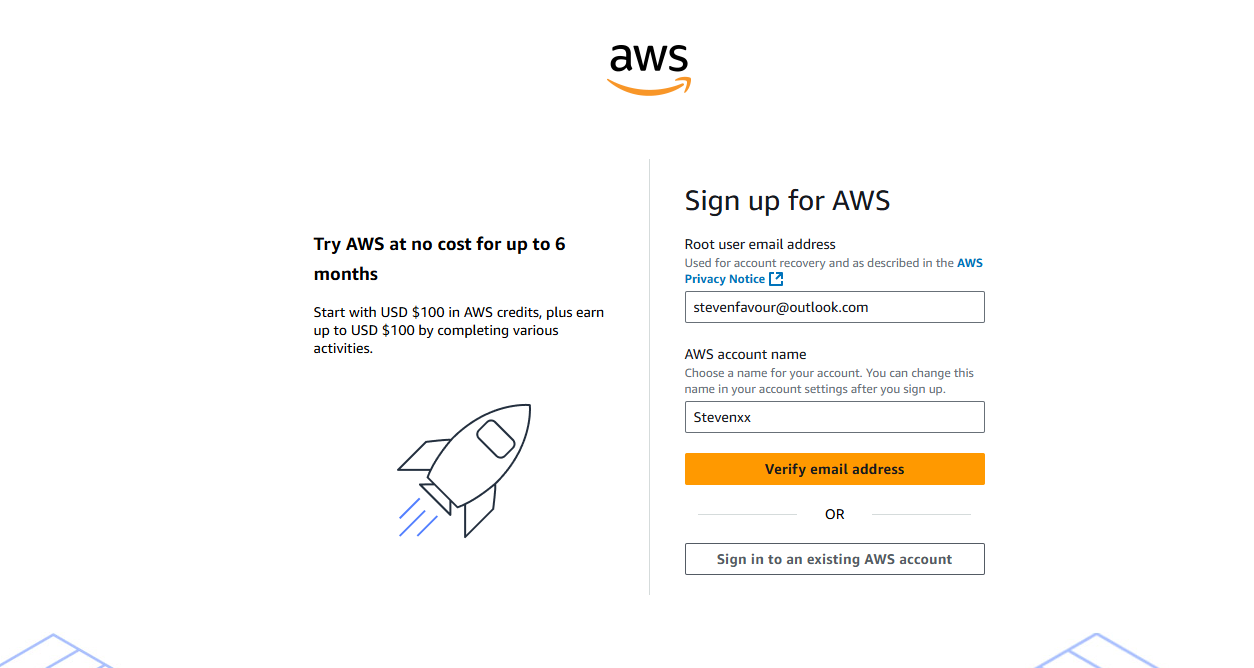 aws
Try AWS at no cost for up to 6
months
Start with USD $100 in AWS credits, plus earn
up to USD $100 by completing various
activities.
Sign up for AWS
Root user email address
Used for account recovery and as described in the AWS
Privacy Notice
stevenfavour@outlook.com
AWS account name
Choose a name for your account. You can change this
name in your account settings after you sign up.
Stevenxx
Verify email address
OR
Sign in to an existing AWS account